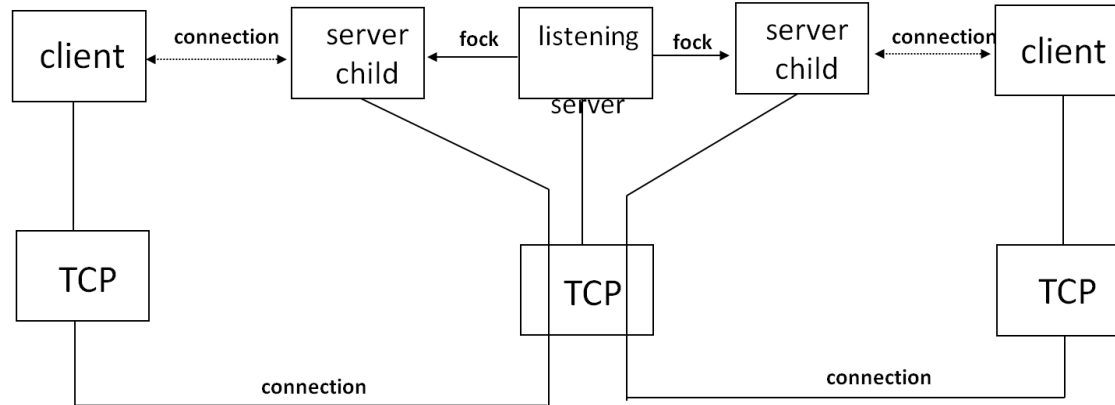 client
connection
server
child
fock
listening
server
fock
server
child
connection
client
TCP
TCP
TCP
connection
connection